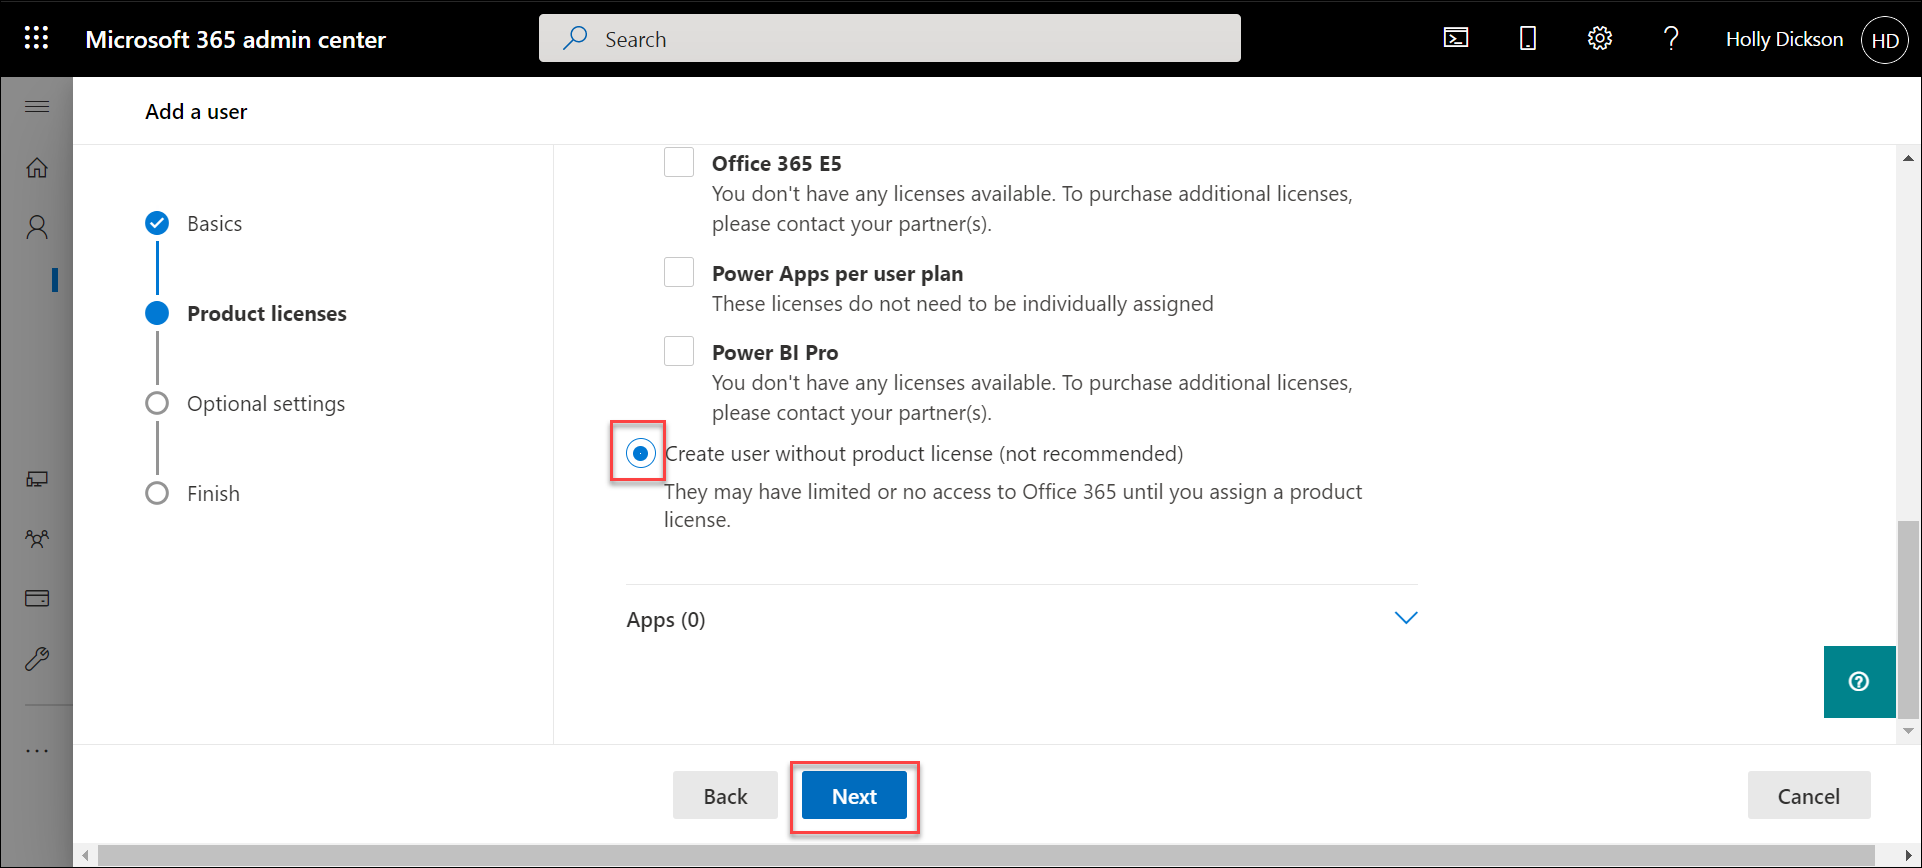 Microsoft 365 admin center
Search
Holly Dickson
HD
Add a user
Basics
Product licenses
Optional settings
Finish
Office 365 E5
You don't have any licenses available. To purchase additional licenses,
please contact your partner(s).
Power Apps per user plan
These licenses do not need to be individually assigned
Power BI Pro
You don't have any licenses available. To purchase additional licenses,
please contact your partner(s).
Create user without product license (not recommended)
They may have limited or no access to Office 365 until you assign a product
license.
Apps (0)
Back
Next
Cancel